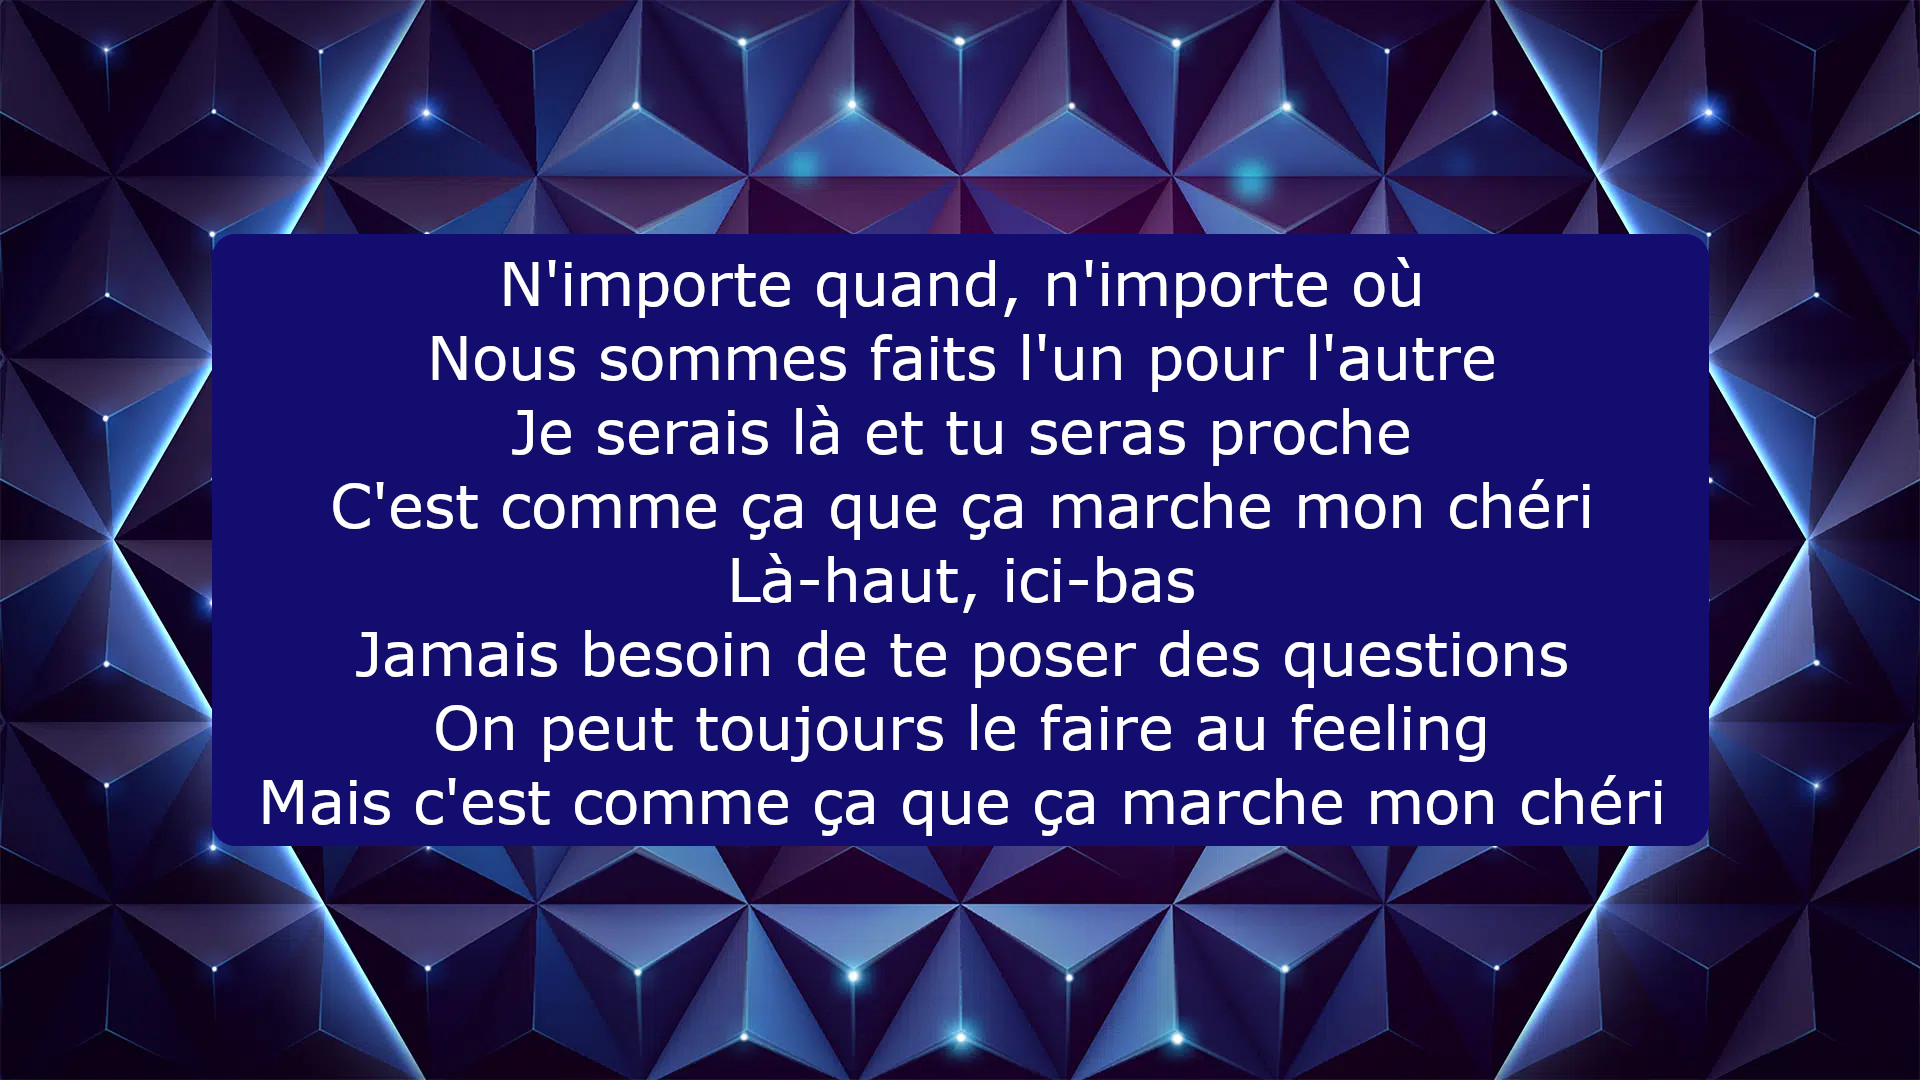 N'importe quand, n'importe où
Nous sommes faits l'un pour l'autre
Je serais là et tu seras proche
C'est comme ça que ça marche mon chéri
Là-haut, ici-bas
Jamais besoin de te poser des questions
On peut toujours le faire au feeling
Mais c'est comme ça que ça marche mon chéri